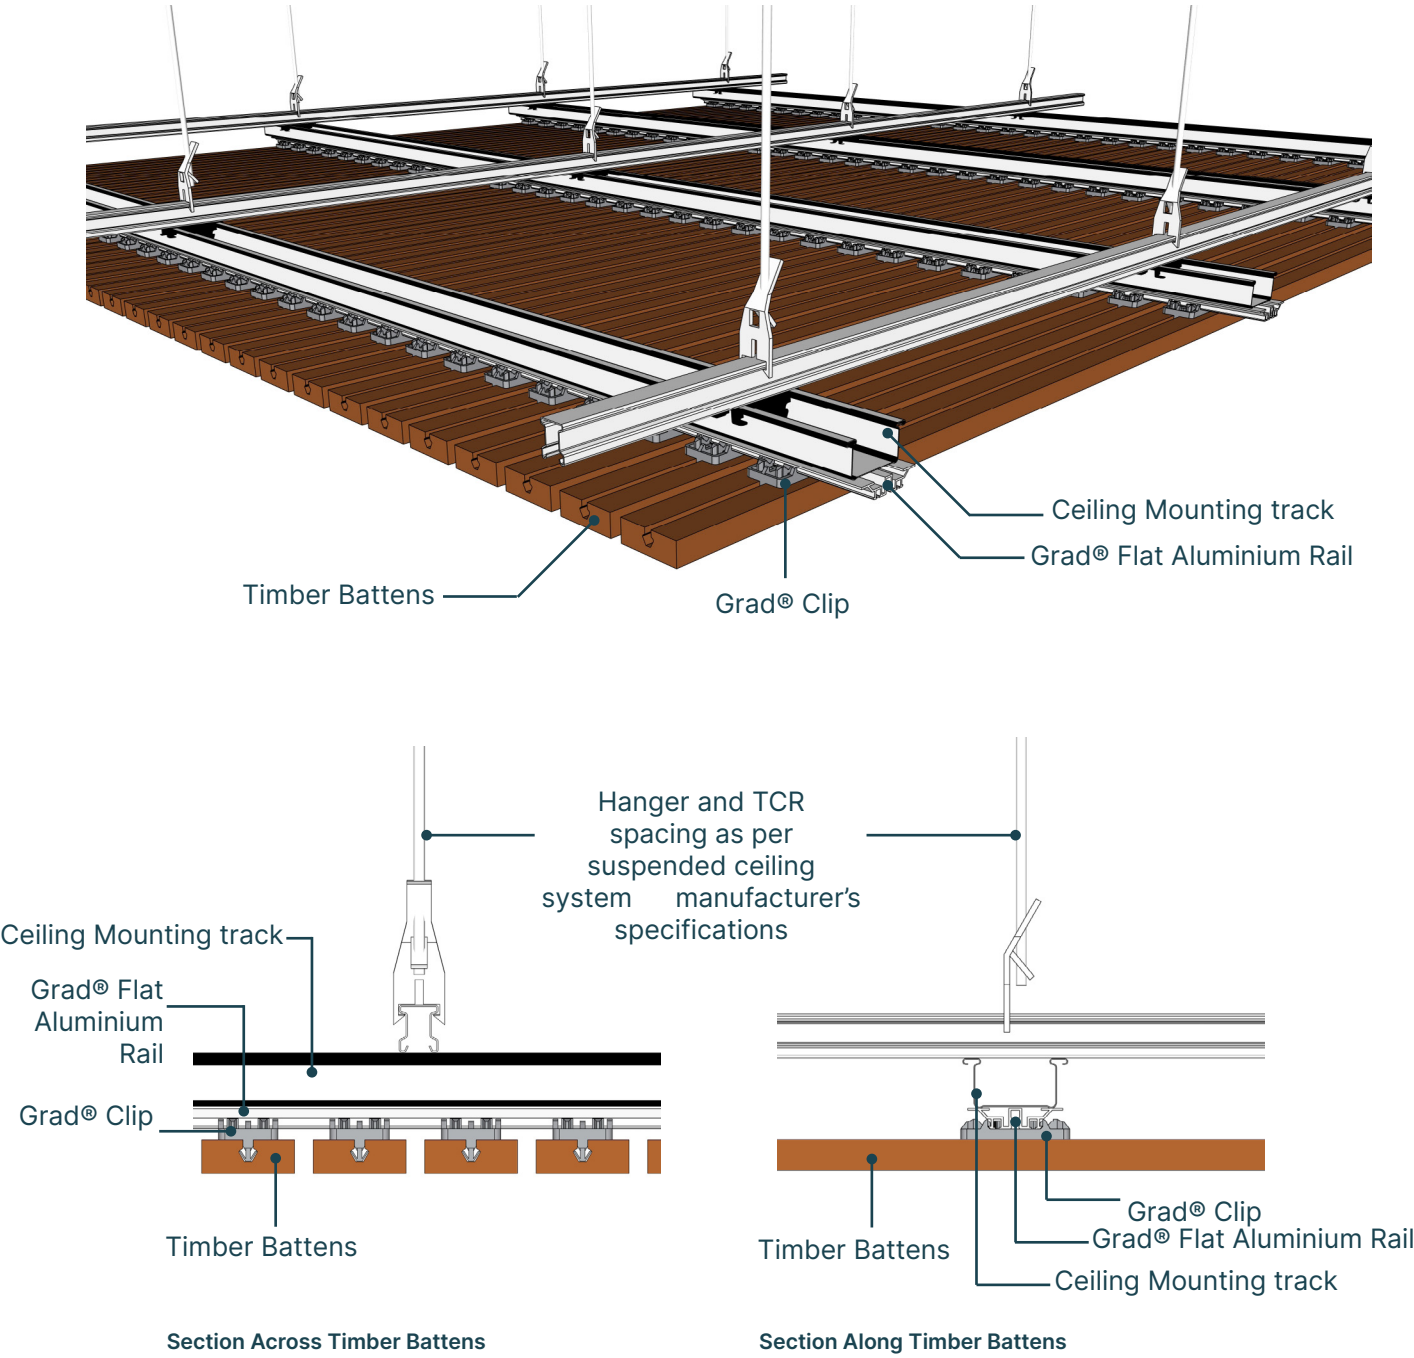 Ceiling Mounting track
Grad® Flat Aluminium Rail
Timber Battens
Grad® Clip
Hanger and TCR
spacing as per
suspended ceiling
system manufacturer's
specifications
Ceiling Mounting track
Grad® Flat
Aluminium
Rail
Grad® Clip
Timber Battens
Grad® Clip
Grad® Flat Aluminium Rail
Timber Battens
Ceiling Mounting track
Section Across Timber Battens
Section Along Timber Battens